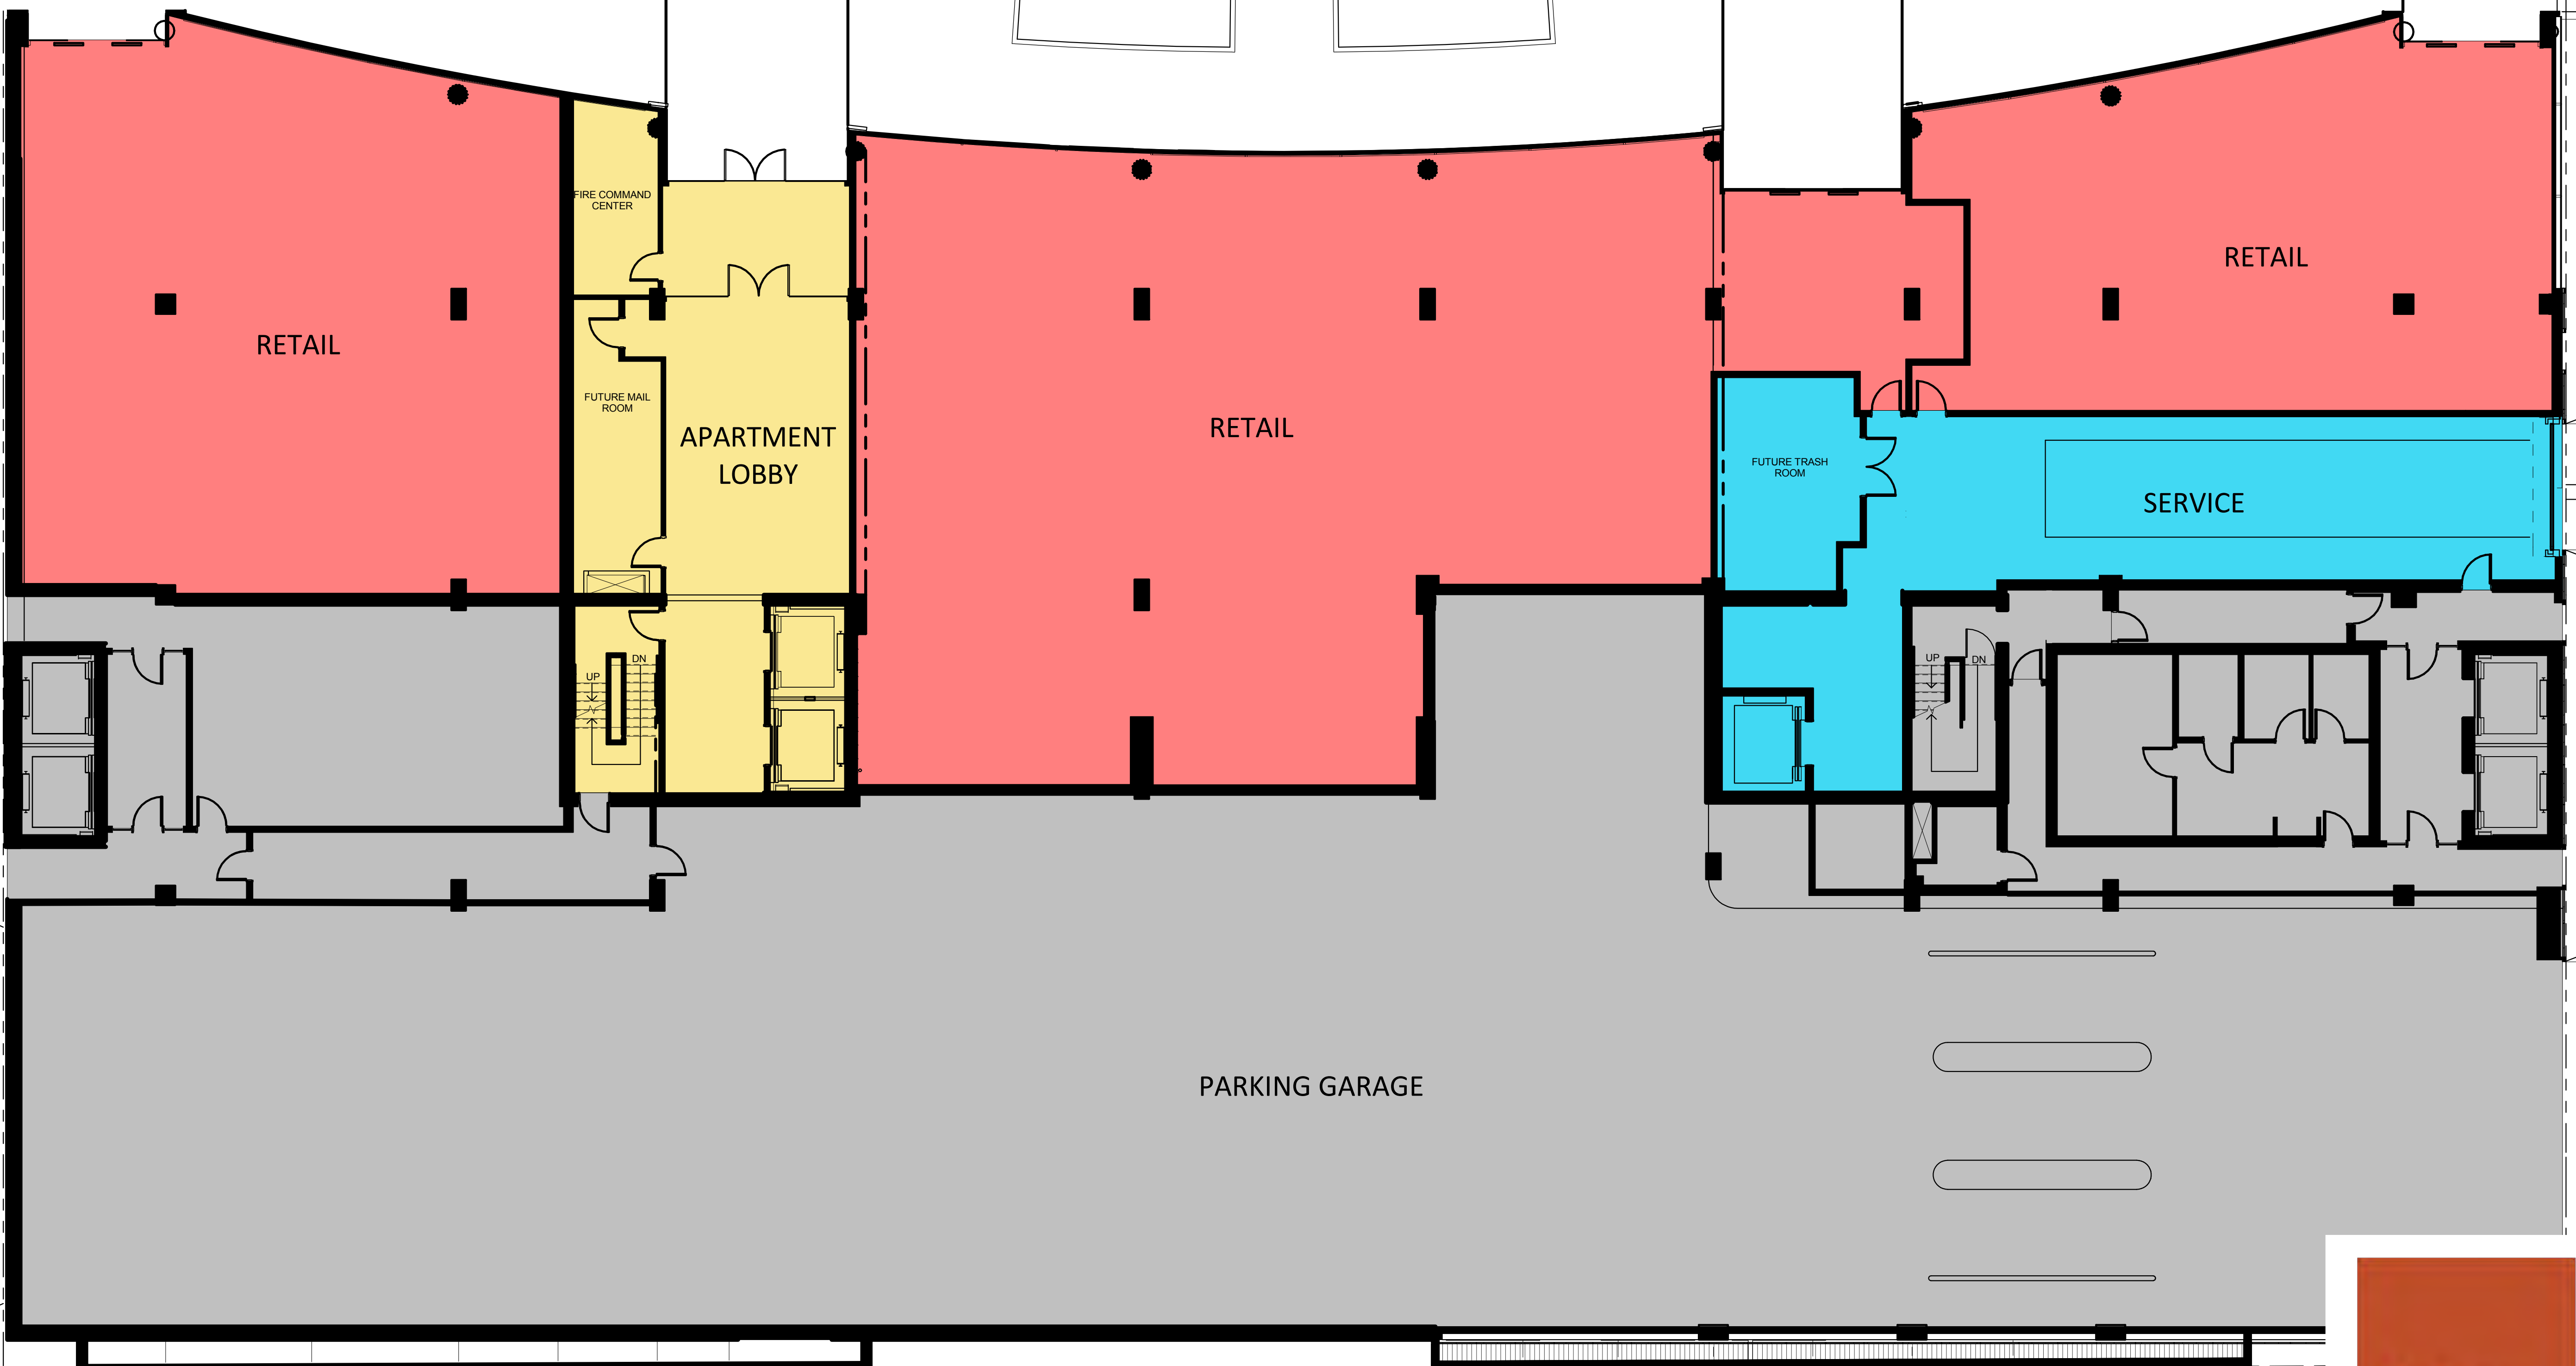 FIRE COMMAND
CENTER
RETAIL
RETAIL
FUTURE MAIL
ROOM
APARTMENT
LOBBY
RETAIL
FUTURE TRASH
ROOM
SERVICE
UP
DN
UP
DN
PARKING GARAGE